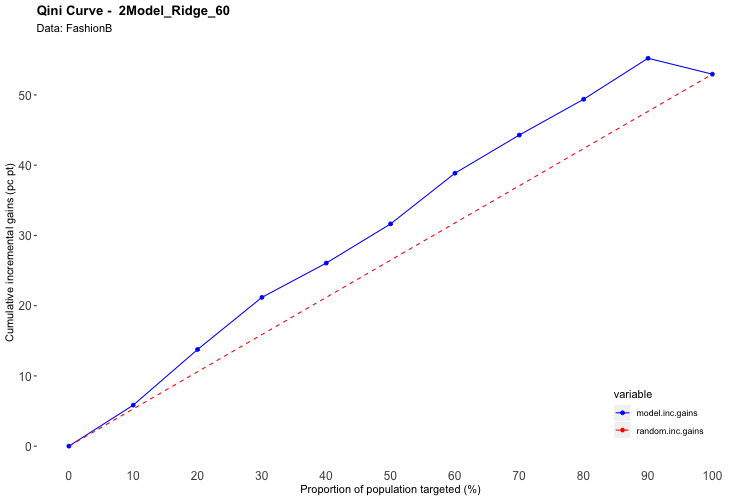 Qini Curve -  2Model_Ridge_60
Data: FashionB
Cumulative incremental gains (pc pt)
50
40
30
20
10
0
variable
model.inc.gains
random.inc.gains
0 10 20 30 40 50 60 70 80 90 100
Proportion of population targeted (%)